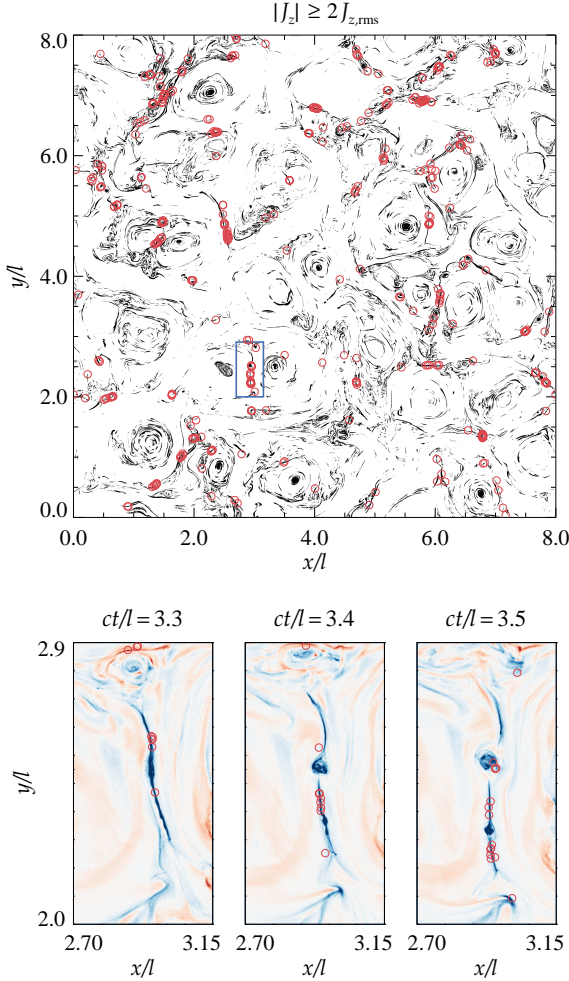 |J_z| ≥ 2 J_{z,rms}
8.0
6.0
y/l
4.0
2.0
0.0
0.0 2.0 4.0 6.0 8.0
x/l
ct/l = 3.3 ct/l = 3.4 ct/l = 3.5
2.9
y/l
2.0
2.70 3.15 2.70 3.15 2.70 3.15
x/l x/l x/l